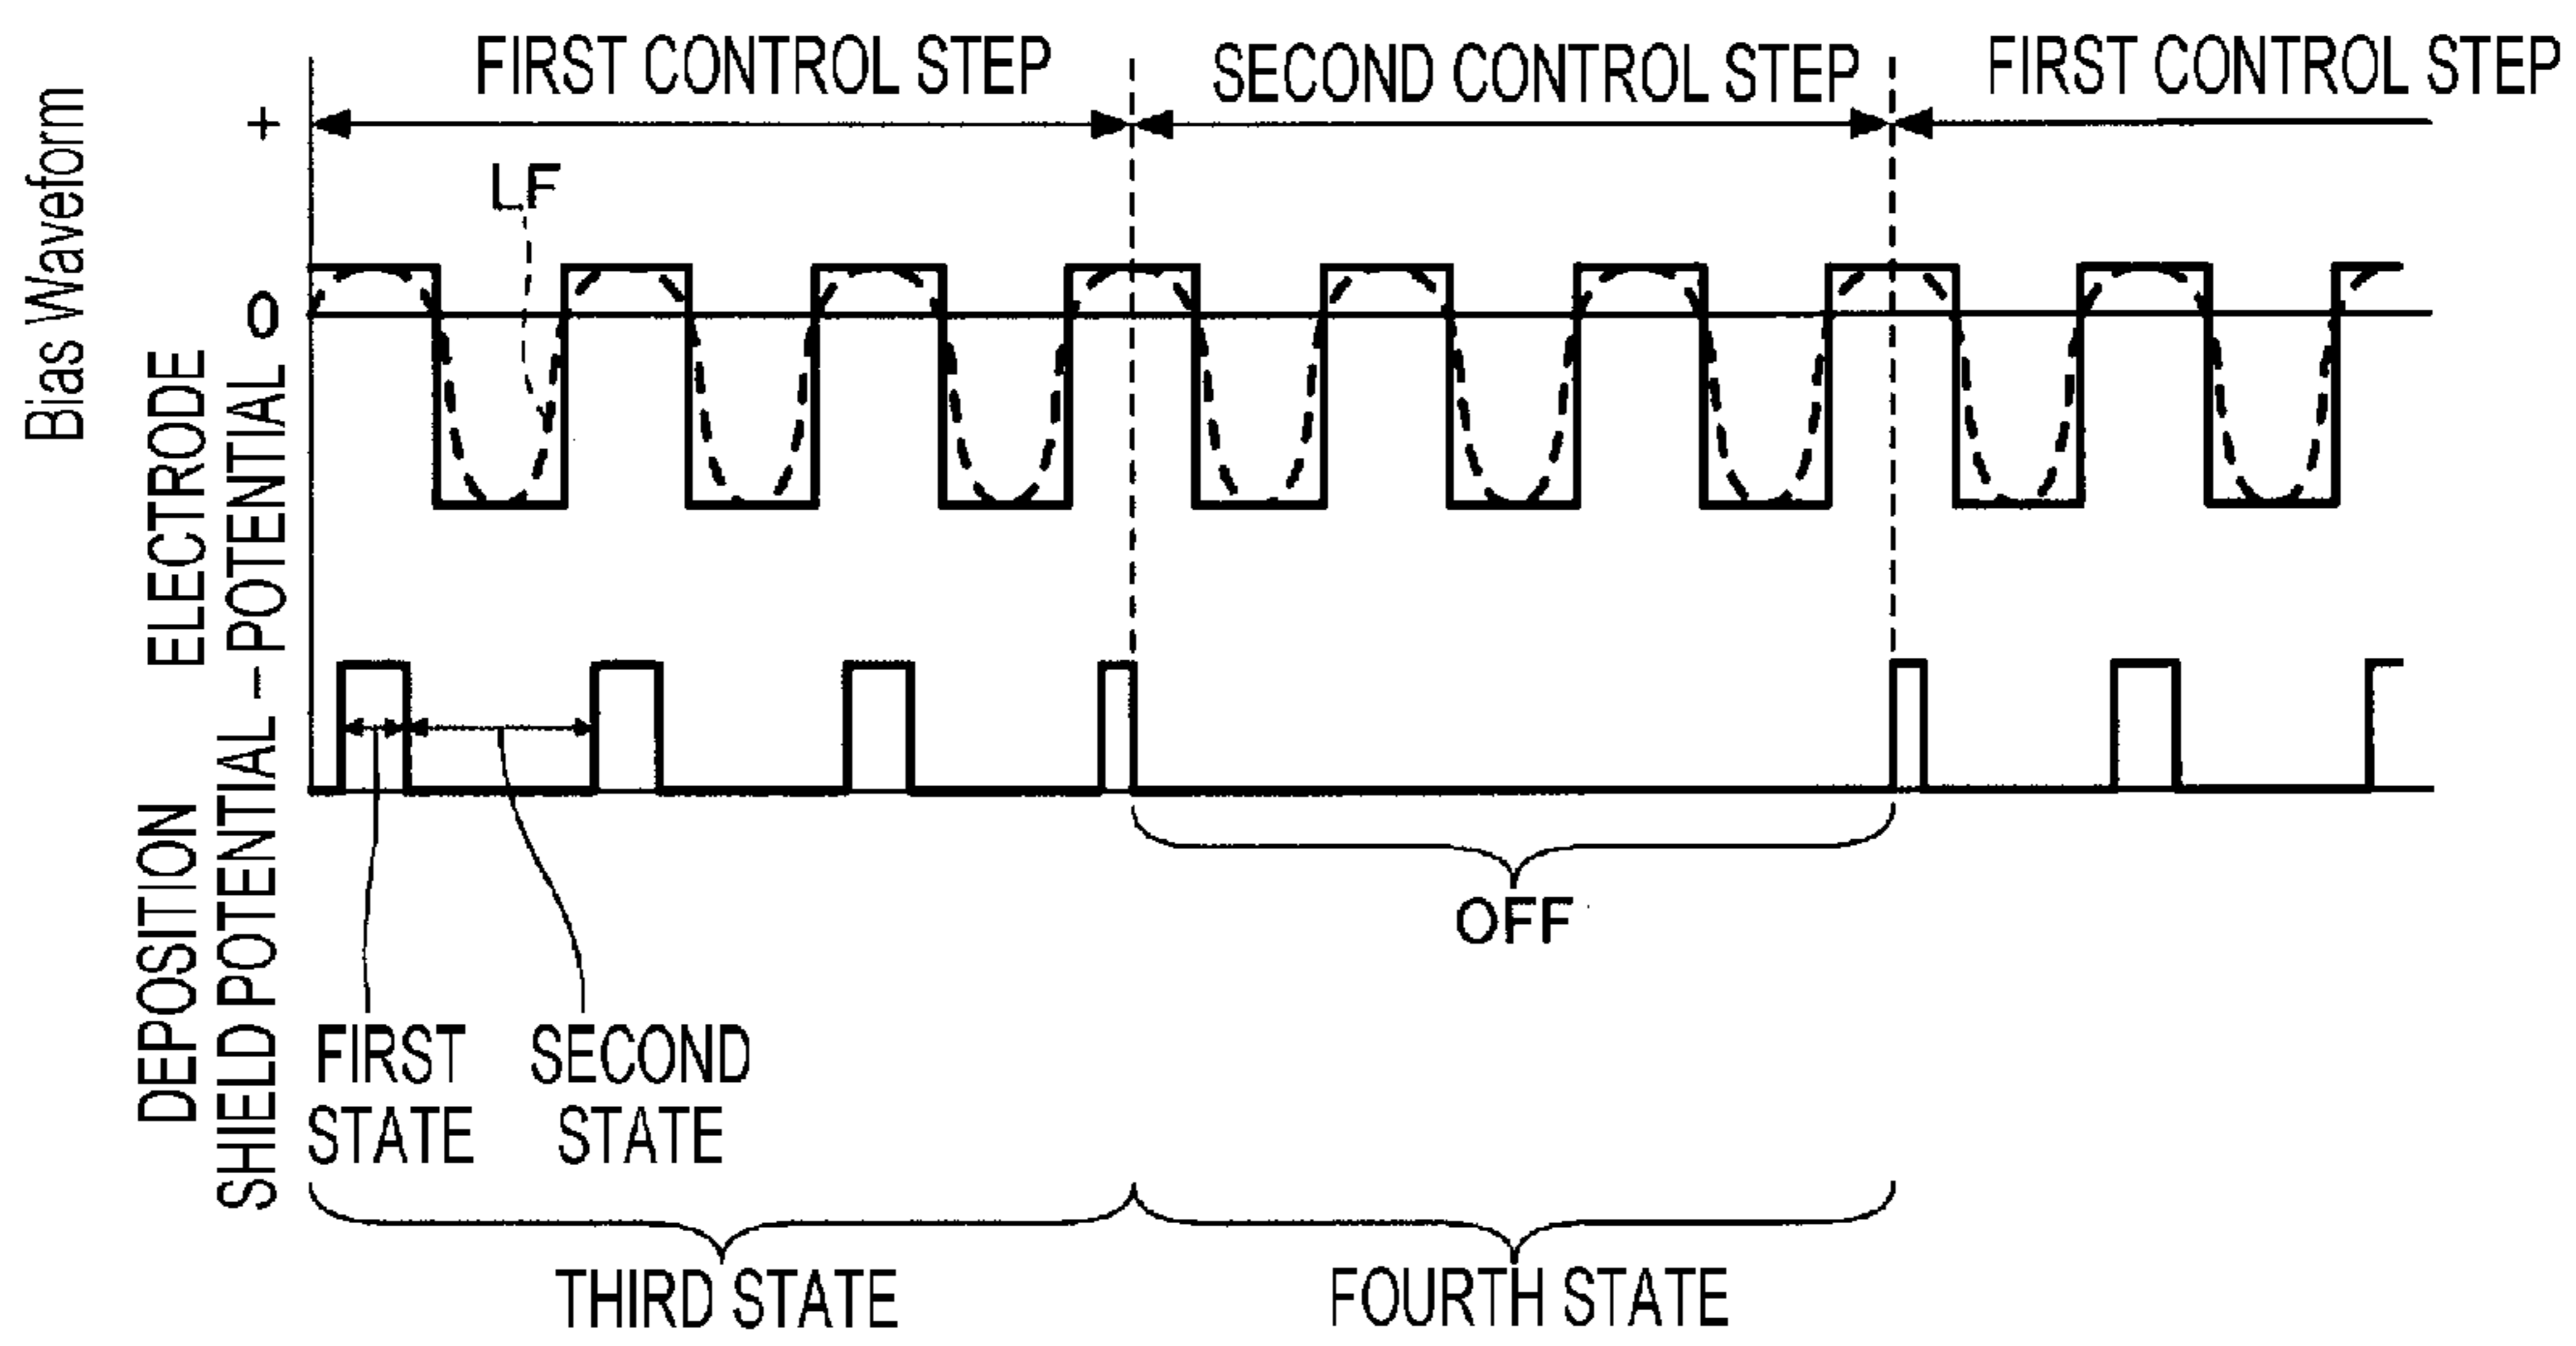 FIRST CONTROL STEP
SECOND CONTROL STEP
FIRST CONTROL STEP
Bias Waveform
+
0
LF
ELECTRODE
POTENTIAL
–
DEPOSITION
SHIELD POTENTIAL
OFF
FIRST
STATE
SECOND
STATE
THIRD STATE
FOURTH STATE